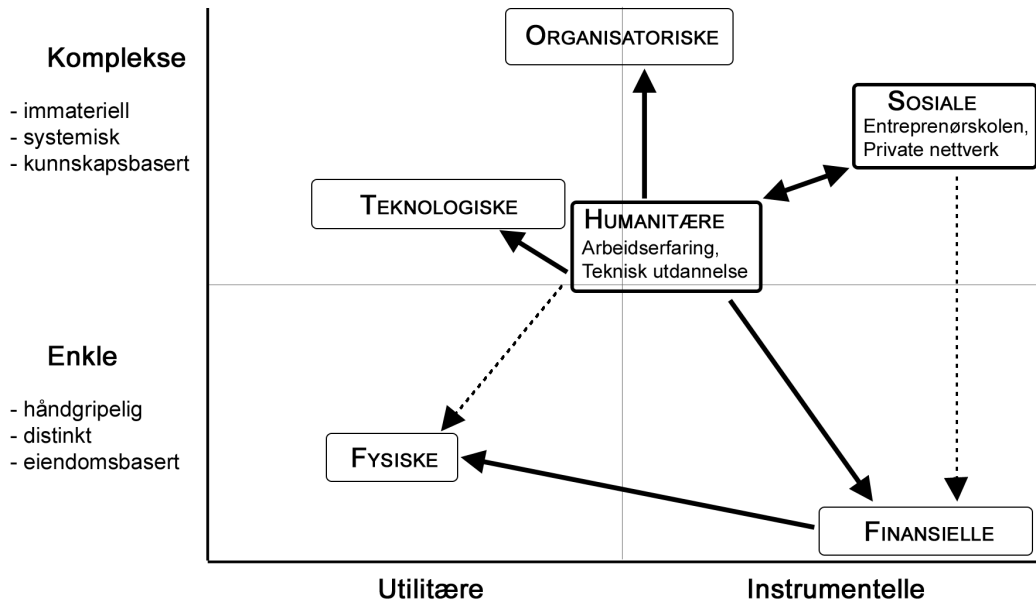 Komplekse
- immateriell
- systemisk
- kunnskapsbasert
ORGANISATORISKE
SOSIALE
Entreprenørskolen,
Private nettverk
TEKNOLOGISKE
HUMANITÆRE
Arbeidserfaring,
Teknisk utdannelse
Enkle
- håndgripelig
- distinkt
- eiendomsbasert
FYSISKE
FINANSIELLE
Utilitære
Instrumentelle